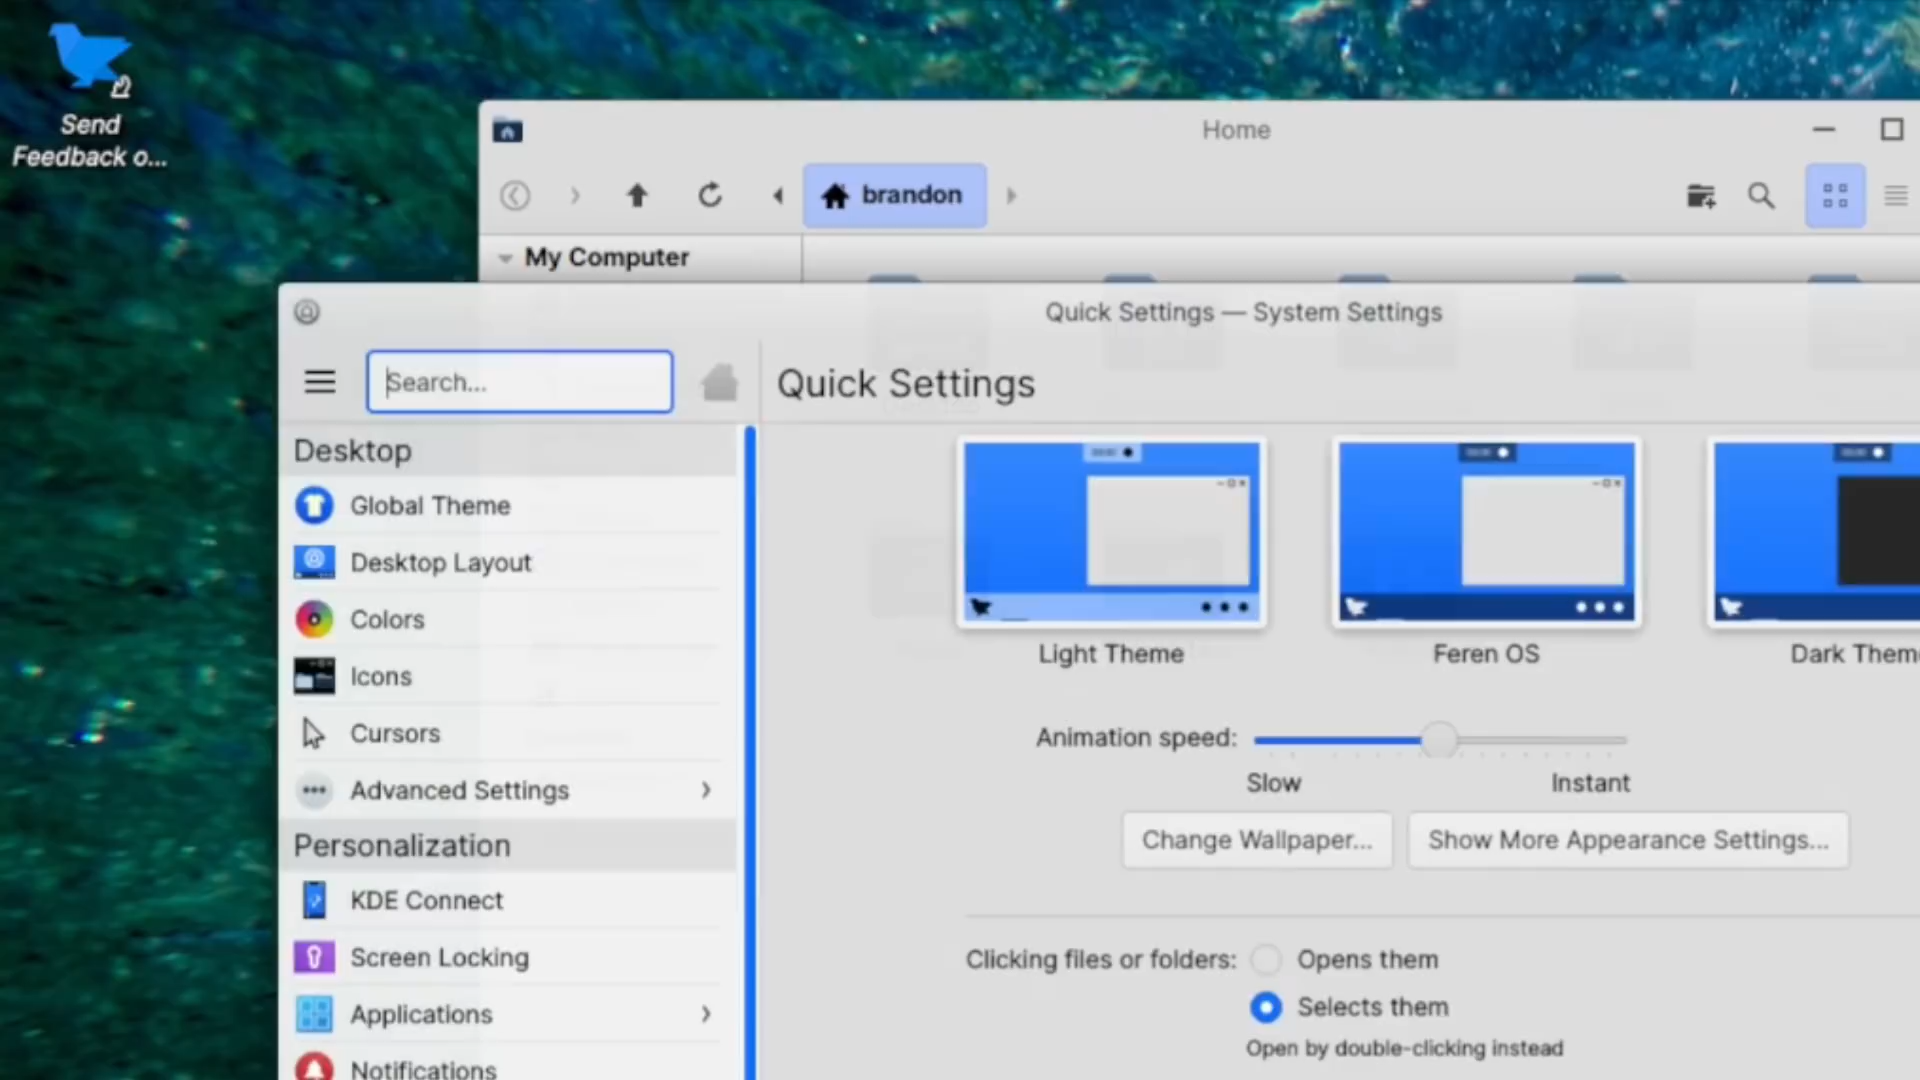 Send
Feedback o...
Home
brandon
My Computer
Quick Settings — System Settings
Search...
Quick Settings
Desktop
Global Theme
Desktop Layout
Colors
Icons
Cursors
Advanced Settings
Personalization
KDE Connect
Screen Locking
Applications
Notifications
Light Theme
Feren OS
Dark Theme
Animation speed:
Slow
Instant
Change Wallpaper...
Show More Appearance Settings...
Clicking files or folders:
Opens them
Selects them
Open by double-clicking instead